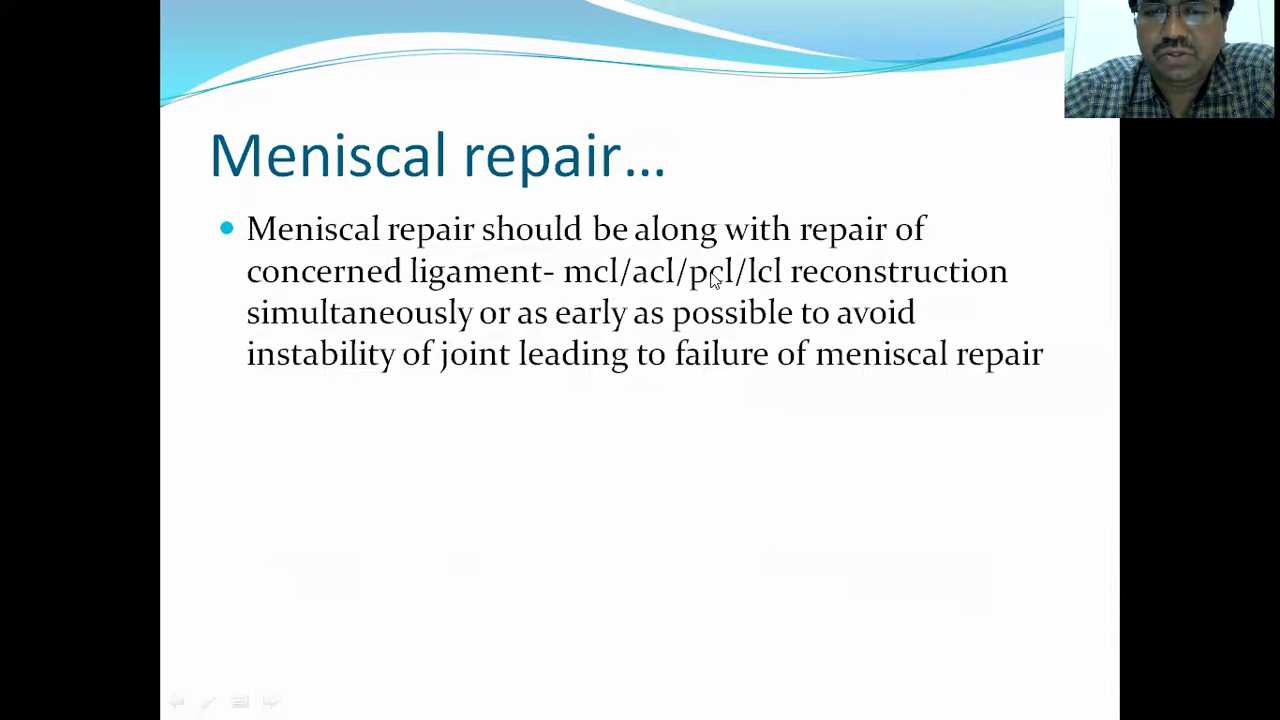 Meniscal repair...
Meniscal repair should be along with repair of
concerned ligament- mcl/acl/pcl/lcl reconstruction
simultaneously or as early as possible to avoid
instability of joint leading to failure of meniscal repair